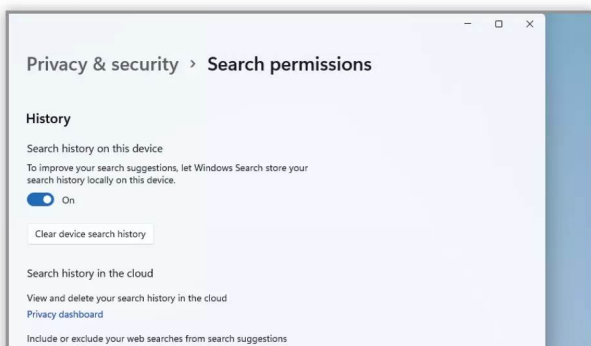 Privacy & security > Search permissions
History
Search history on this device
To improve your search suggestions, let Windows Search store your
search history locally on this device.
On
Clear device search history
Search history in the cloud
View and delete your search history in the cloud
Privacy dashboard
Include or exclude your web searches from search suggestions